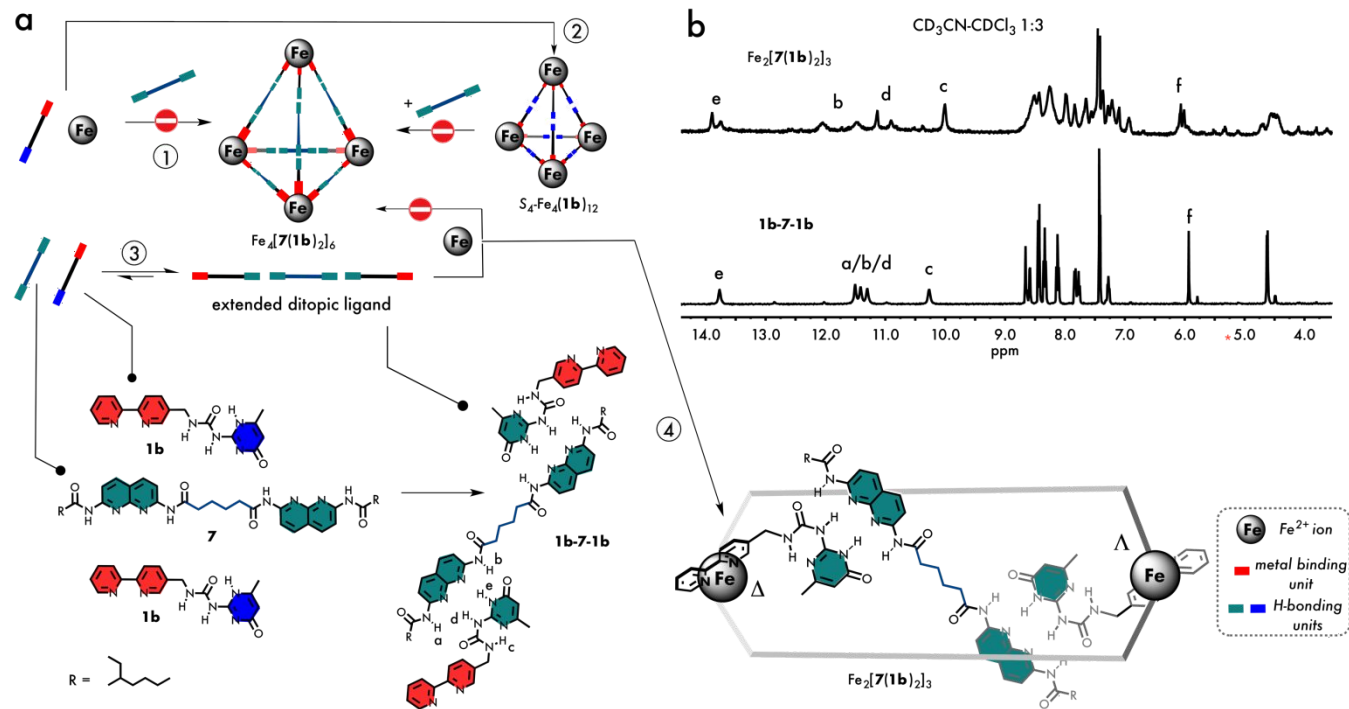 a
Fe
②
Fe
Fe
+
Fe
Fe
①
Fe
Fe
Fe
Fe
Fe
S₄-Fe₄(1b)₁₂
Fe₄[7(1b)₂]₆
Fe
③
extended ditopic ligand
1b
7
1b
R =
1b-7-1b
b
e
d
a
c
④
b
CD₃CN-CDCl₃ 1:3
Fe₂[7(1b)₂]₃
e
b
d
c
f
1b-7-1b
e
a/b/d
c
f
14.0 13.0 12.0 11.0 10.0 9.0 8.0 7.0 6.0 *5.0 4.0
ppm
Fe
Δ
Λ
Fe
Fe₂[7(1b)₂]₃
Fe Fe²⁺ ion
metal binding
unit
H-bonding
units